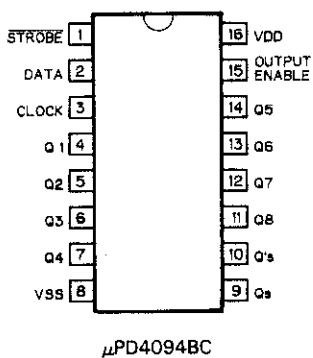 STROBE 1
DATA 2
CLOCK 3
Q1 4
Q2 5
Q3 6
Q4 7
VSS 8
16 VDD
15 OUTPUT ENABLE
14 Q5
13 Q6
12 Q7
11 Q8
10 Q's
9 Qs
μPD4094BC